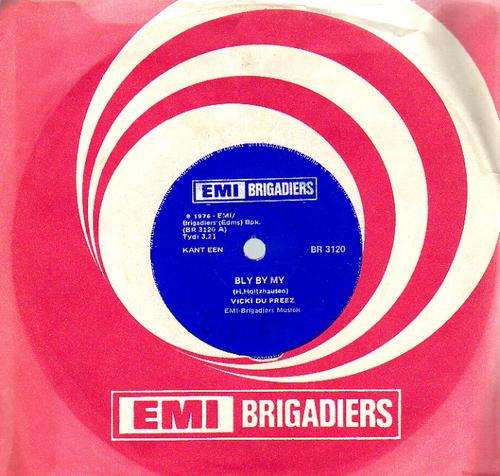 EMI BRIGADIERS
℗ 1976 - EMI/
Brigadiers (Edms) Bpk.
(BR 3120 A)
Tyd: 3,21
KANT EEN
BR 3120
BLY BY MY
(H.Holtzhausen)
VICKI DU PREEZ
EMI-Brigadiers Musiek
EMI BRIGADIERS